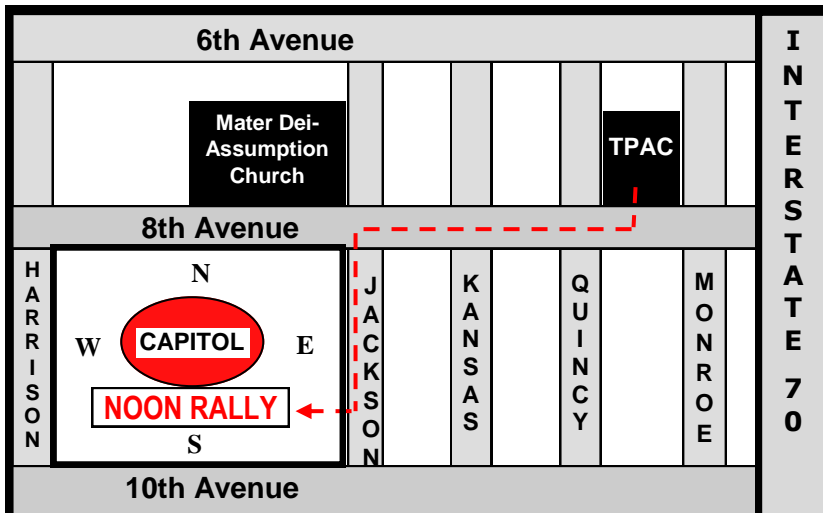 6th Avenue
Mater Dei-
Assumption
Church
TPAC
8th Avenue
HARRISON
N
W
CAPITOL
E
NOON RALLY
S
JACKSON
KANSAS
QUINCY
MONROE
INTERSTATE 70
10th Avenue